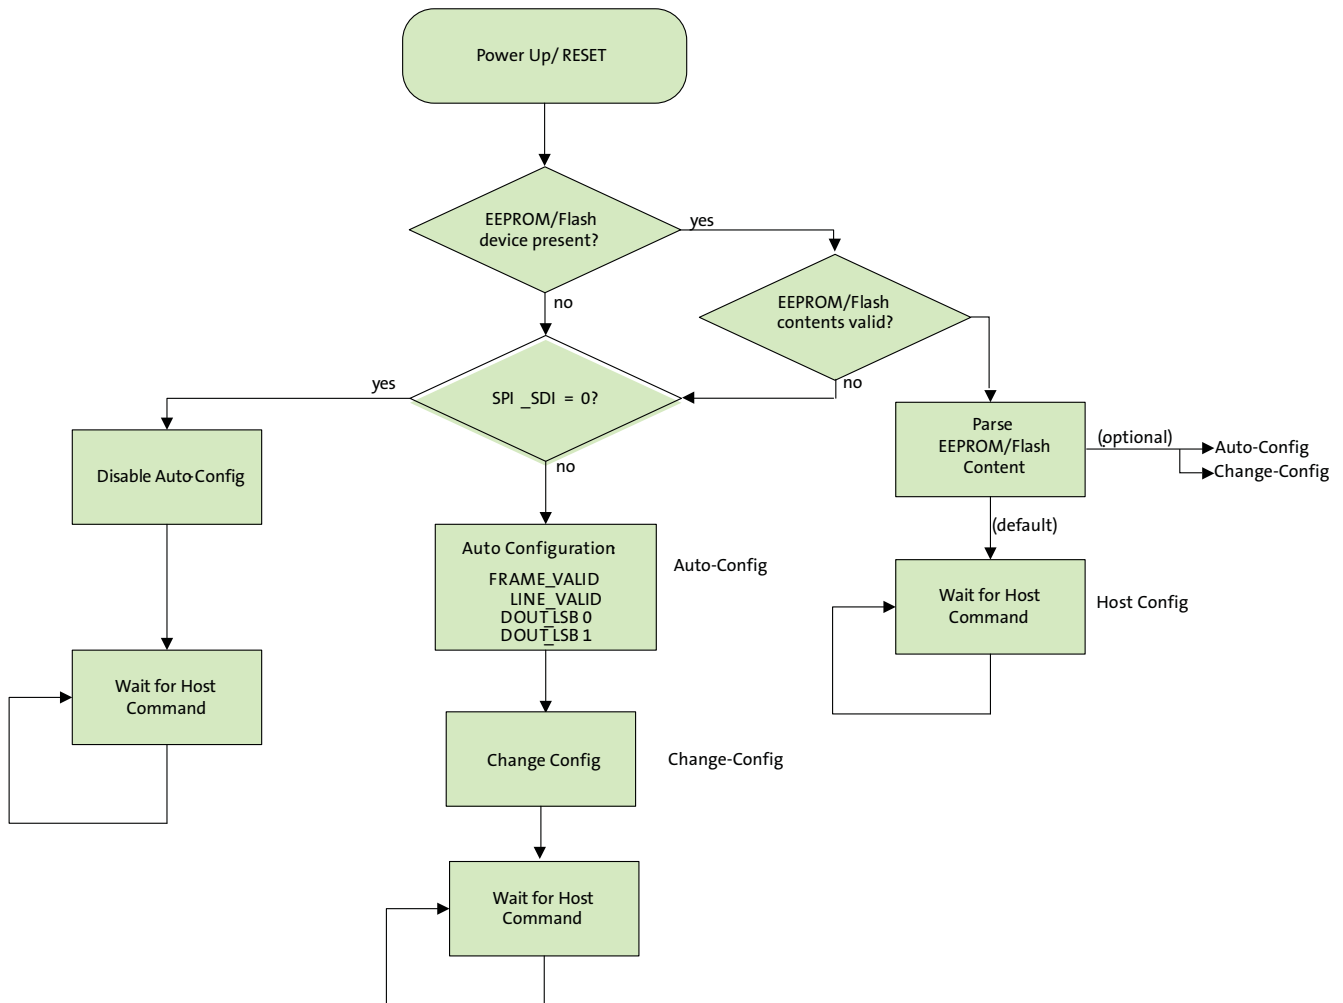 Power Up/ RESET
EEPROM/Flash
device present?
yes
no
EEPROM/Flash
contents valid?
no
yes
SPI _SDI = 0?
no
Parse
EEPROM/Flash
Content
(optional)
Auto-Config
Change-Config
(default)
Disable Auto-Config
Auto Configuration
FRAME_VALID
LINE_VALID
DOUT_LSB 0
DOUT_LSB 1
Auto-Config
Wait for Host
Command
Host Config
Wait for Host
Command
Change Config
Change-Config
Wait for Host
Command